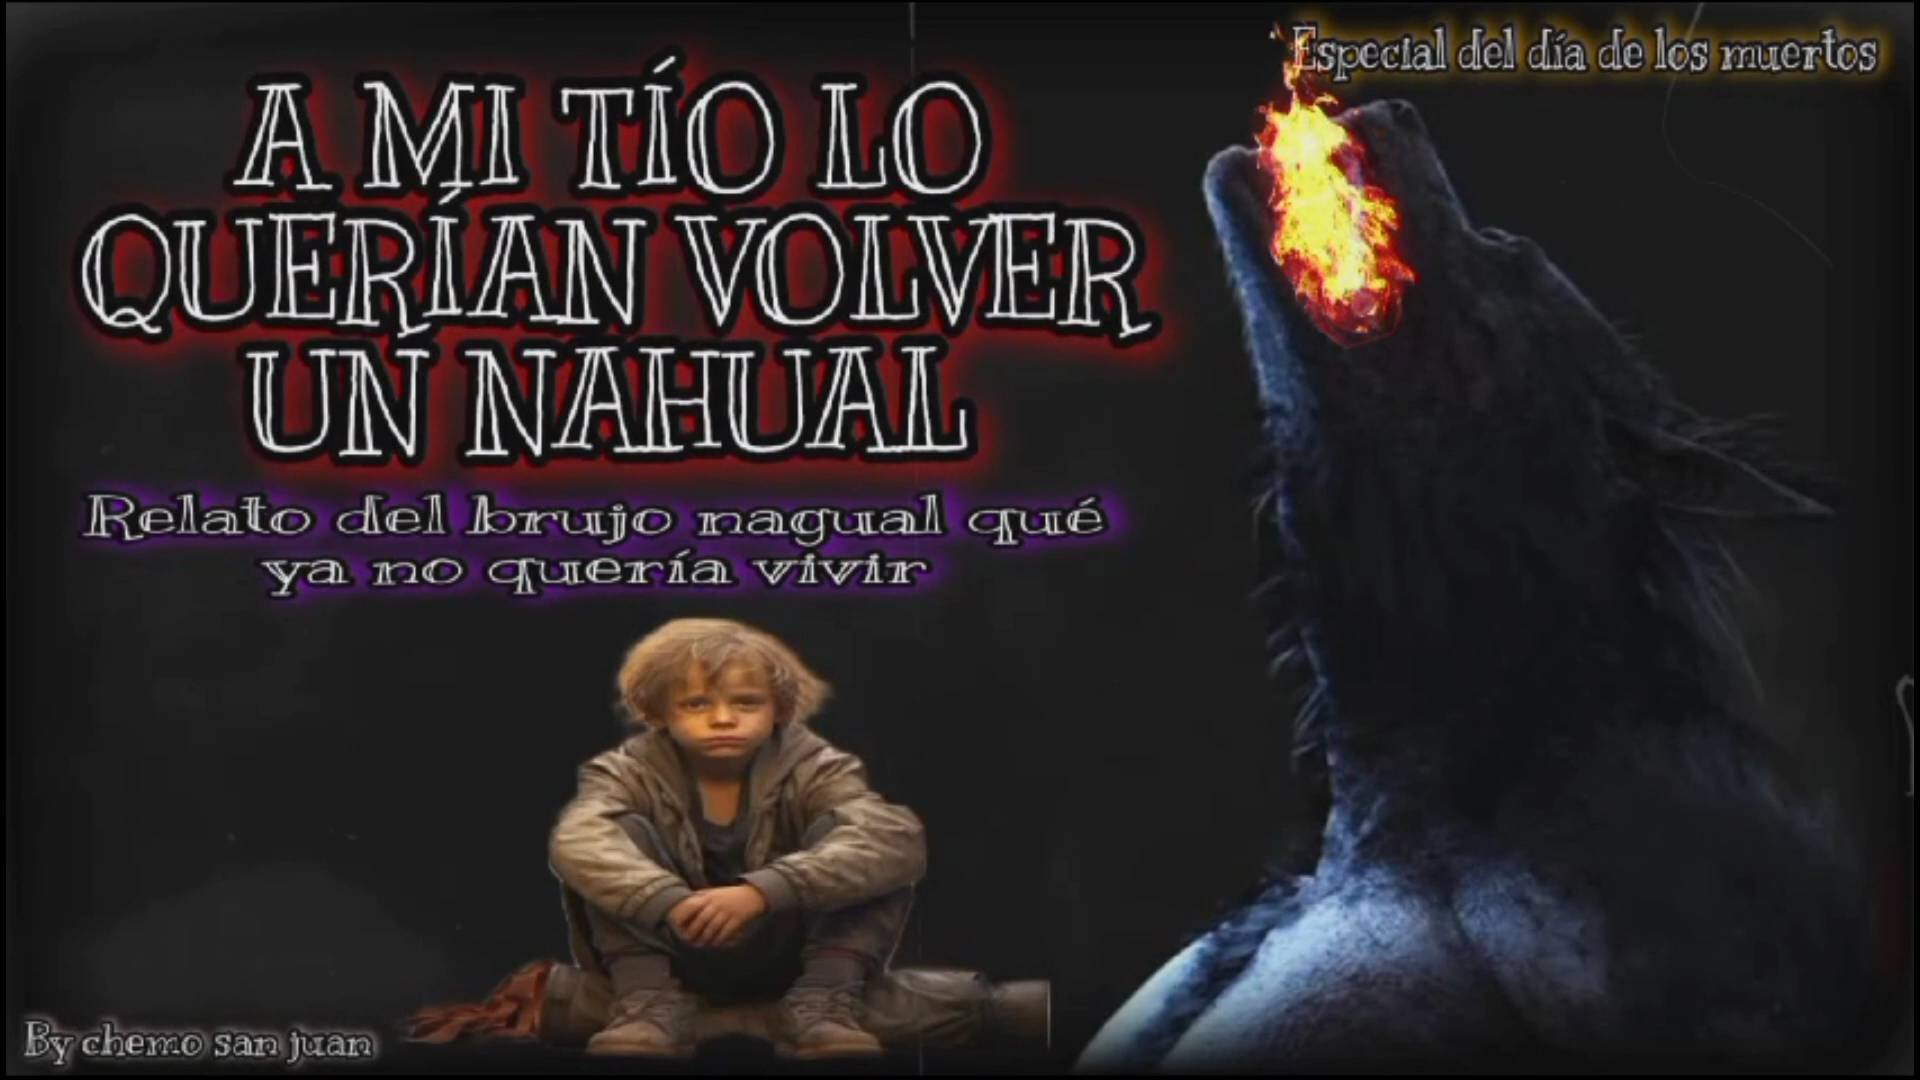 Especial del día de los muertos
A MI TÍO LO
QUERÍAN VOLVER
UN NAHUAL
Relato del brujo nagual qué
ya no quería vivir
By chemo san juan